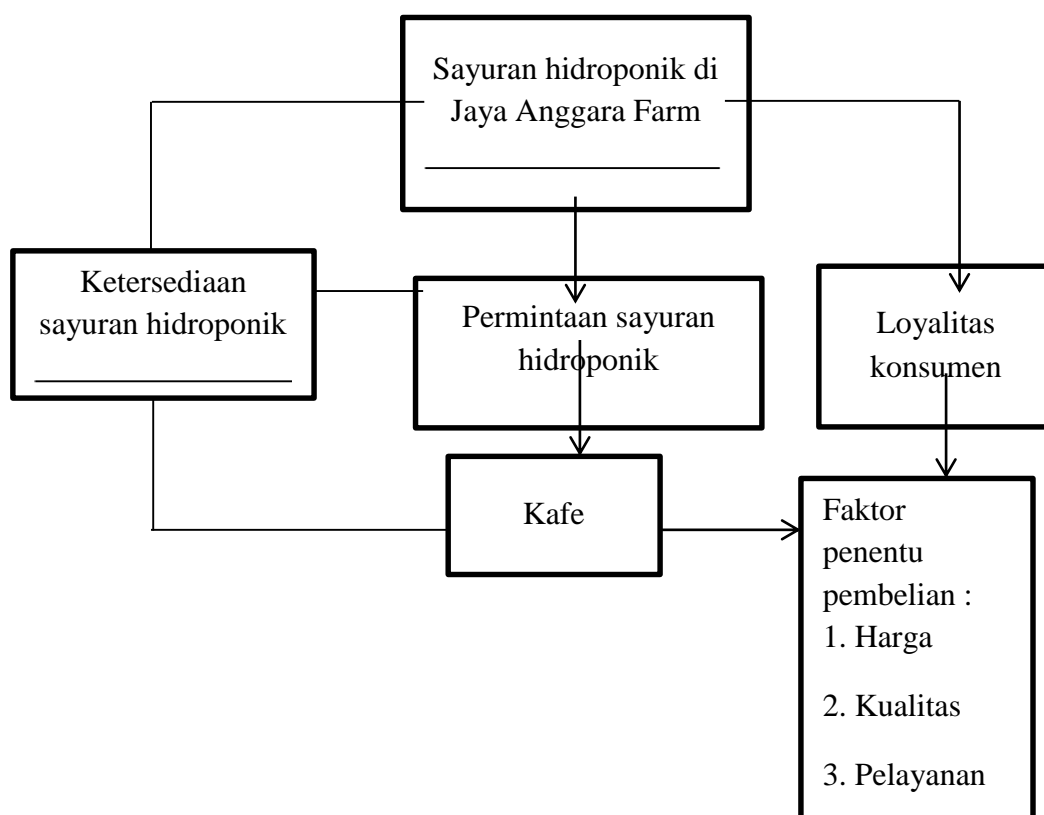 Sayuran hidroponik di
Jaya Anggara Farm
Ketersediaan
sayuran hidroponik
Permintaan sayuran
hidroponik
Loyalitas
konsumen
Kafe
Faktor
penentu
pembelian :
1. Harga
2. Kualitas
3. Pelayanan